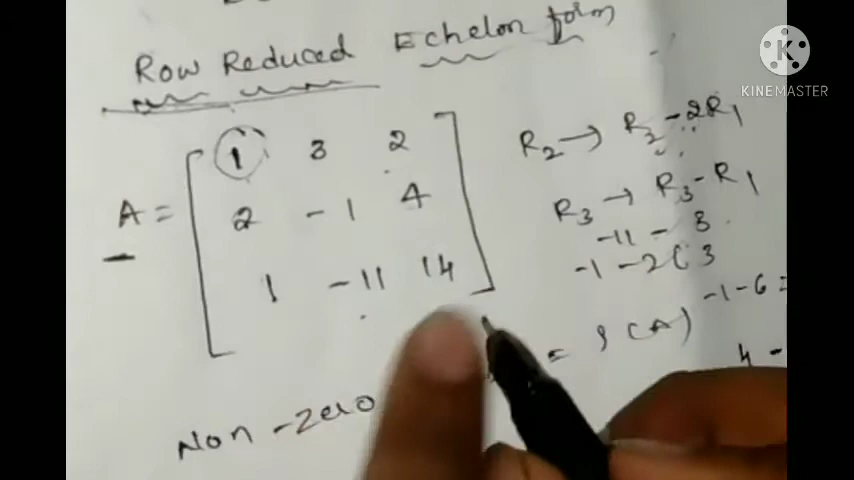 Row Reduced Echelon form
KINEMASTER
1 3 2
A = 2 -1 4
1 -11 14
R2 → R2 - 2R1
R3 → R3 - R1
-11 - 3
-1 - 2(3
-1 - 6 =
= ρ(A)
4 -
Non-zero